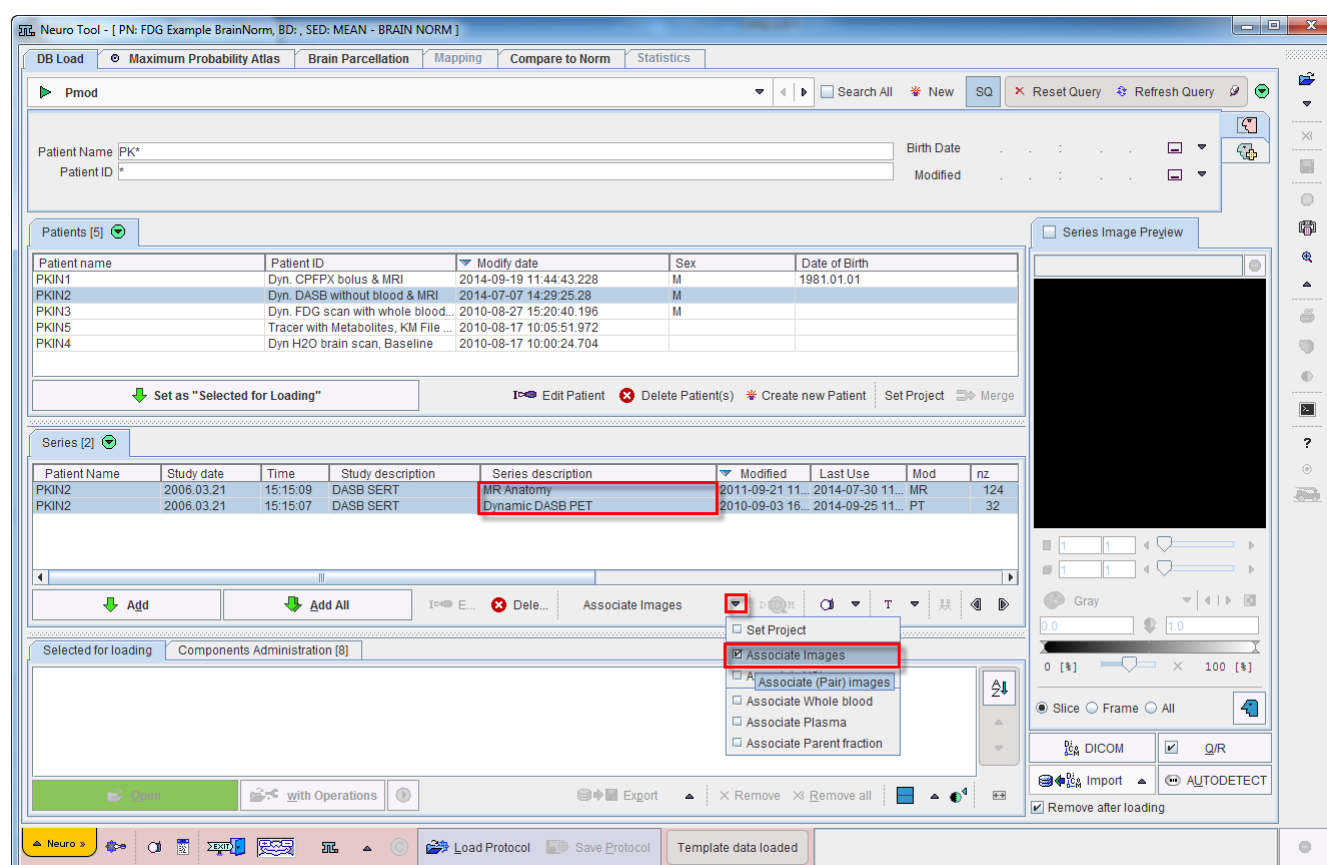 Neuro Tool - [ PN: FDG Example BrainNorm, BD: , SED: MEAN - BRAIN NORM ]
DB Load Maximum Probability Atlas Brain Parcellation Mapping Compare to Norm Statistics
Pmod Search All New SQ Reset Query Refresh Query
Patient Name PK* Birth Date . . : . .
Patient ID * Modified . . : . .
Patients [5] Series Image Preview
Patient name Patient ID Modify date Sex Date of Birth
PKIN1 Dyn. CPFPX bolus & MRI 2014-09-19 11:44:43.228 M 1981.01.01
PKIN2 Dyn. DASB without blood & MRI 2014-07-07 14:29:25.28 M
PKIN3 Dyn. FDG scan with whole blood... 2010-08-27 15:20:40.196 M
PKIN5 Tracer with Metabolites, KM File ... 2010-08-17 10:05:51.972
PKIN4 Dyn H2O brain scan, Baseline 2010-08-17 10:00:24.704
Set as "Selected for Loading" Edit Patient Delete Patient(s) Create new Patient Set Project Merge
Series [2]
Patient Name Study date Time Study description Series description Modified Last Use Mod nz
PKIN2 2006.03.21 15:15:09 DASB SERT MR Anatomy 2011-09-21 11... 2014-07-30 11... MR 124
PKIN2 2006.03.21 15:15:07 DASB SERT Dynamic DASB PET 2010-09-03 16... 2014-09-25 11... PT 32
1 1
1 1
Add Add All E... Dele... Associate Images T Gray
0.0 1.0
Set Project
Selected for loading Components Administration [8] Associate Images
0 [%] 100 [%]
Associate (Pair) images
Associate Whole blood
Slice Frame All
Associate Plasma
Associate Parent fraction
DICOM Q/R
Import AUTODETECT
Open with Operations Export Remove Remove all
Remove after loading
Neuro » EXIT Load Protocol Save Protocol Template data loaded